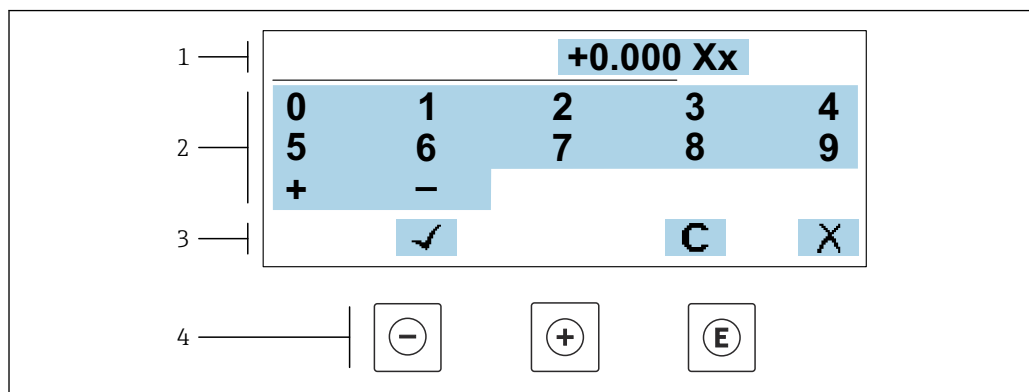 1 +0.000 Xx
0 1 2 3 4
2 5 6 7 8 9
+ −
3 ✓ C X
4 − + E